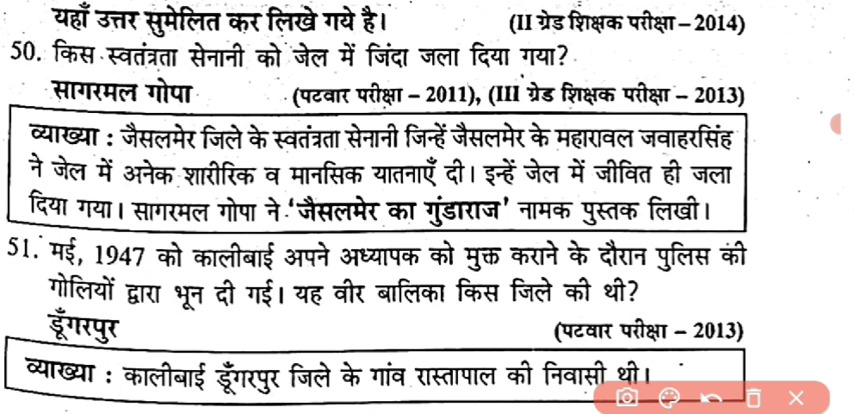 यहाँ उत्तर सुमेलित कर लिखे गये है। (II ग्रेड शिक्षक परीक्षा – 2014)
50. किस स्वतंत्रता सेनानी को जेल में जिंदा जला दिया गया?
सागरमल गोपा (पटवार परीक्षा – 2011), (III ग्रेड शिक्षक परीक्षा – 2013)
व्याख्या : जैसलमेर जिले के स्वतंत्रता सेनानी जिन्हें जैसलमेर के महारावल जवाहरसिंह
ने जेल में अनेक शारीरिक व मानसिक यातनाएँ दी। इन्हें जेल में जीवित ही जला
दिया गया। सागरमल गोपा ने 'जैसलमेर का गुंडाराज' नामक पुस्तक लिखी।
51. मई, 1947 को कालीबाई अपने अध्यापक को मुक्त कराने के दौरान पुलिस की
गोलियों द्वारा भून दी गई। यह वीर बालिका किस जिले की थी?
डूँगरपुर (पटवार परीक्षा – 2013)
व्याख्या : कालीबाई डूँगरपुर जिले के गांव रास्तापाल की निवासी थी।